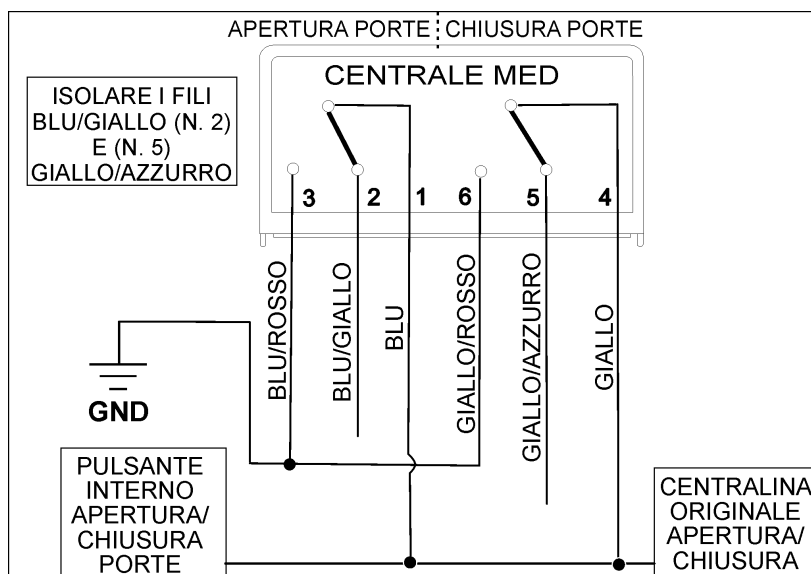 APERTURA PORTE CHIUSURA PORTE
CENTRALE MED
ISOLARE I FILI
BLU/GIALLO (N. 2)
E (N. 5)
GIALLO/AZZURRO
3 2 1 6 5 4
BLU/ROSSO
BLU/GIALLO
BLU
GIALLO/ROSSO
GIALLO/AZZURRO
GIALLO
GND
PULSANTE
INTERNO
APERTURA/
CHIUSURA
PORTE
CENTRALINA
ORIGINALE
APERTURA/
CHIUSURA